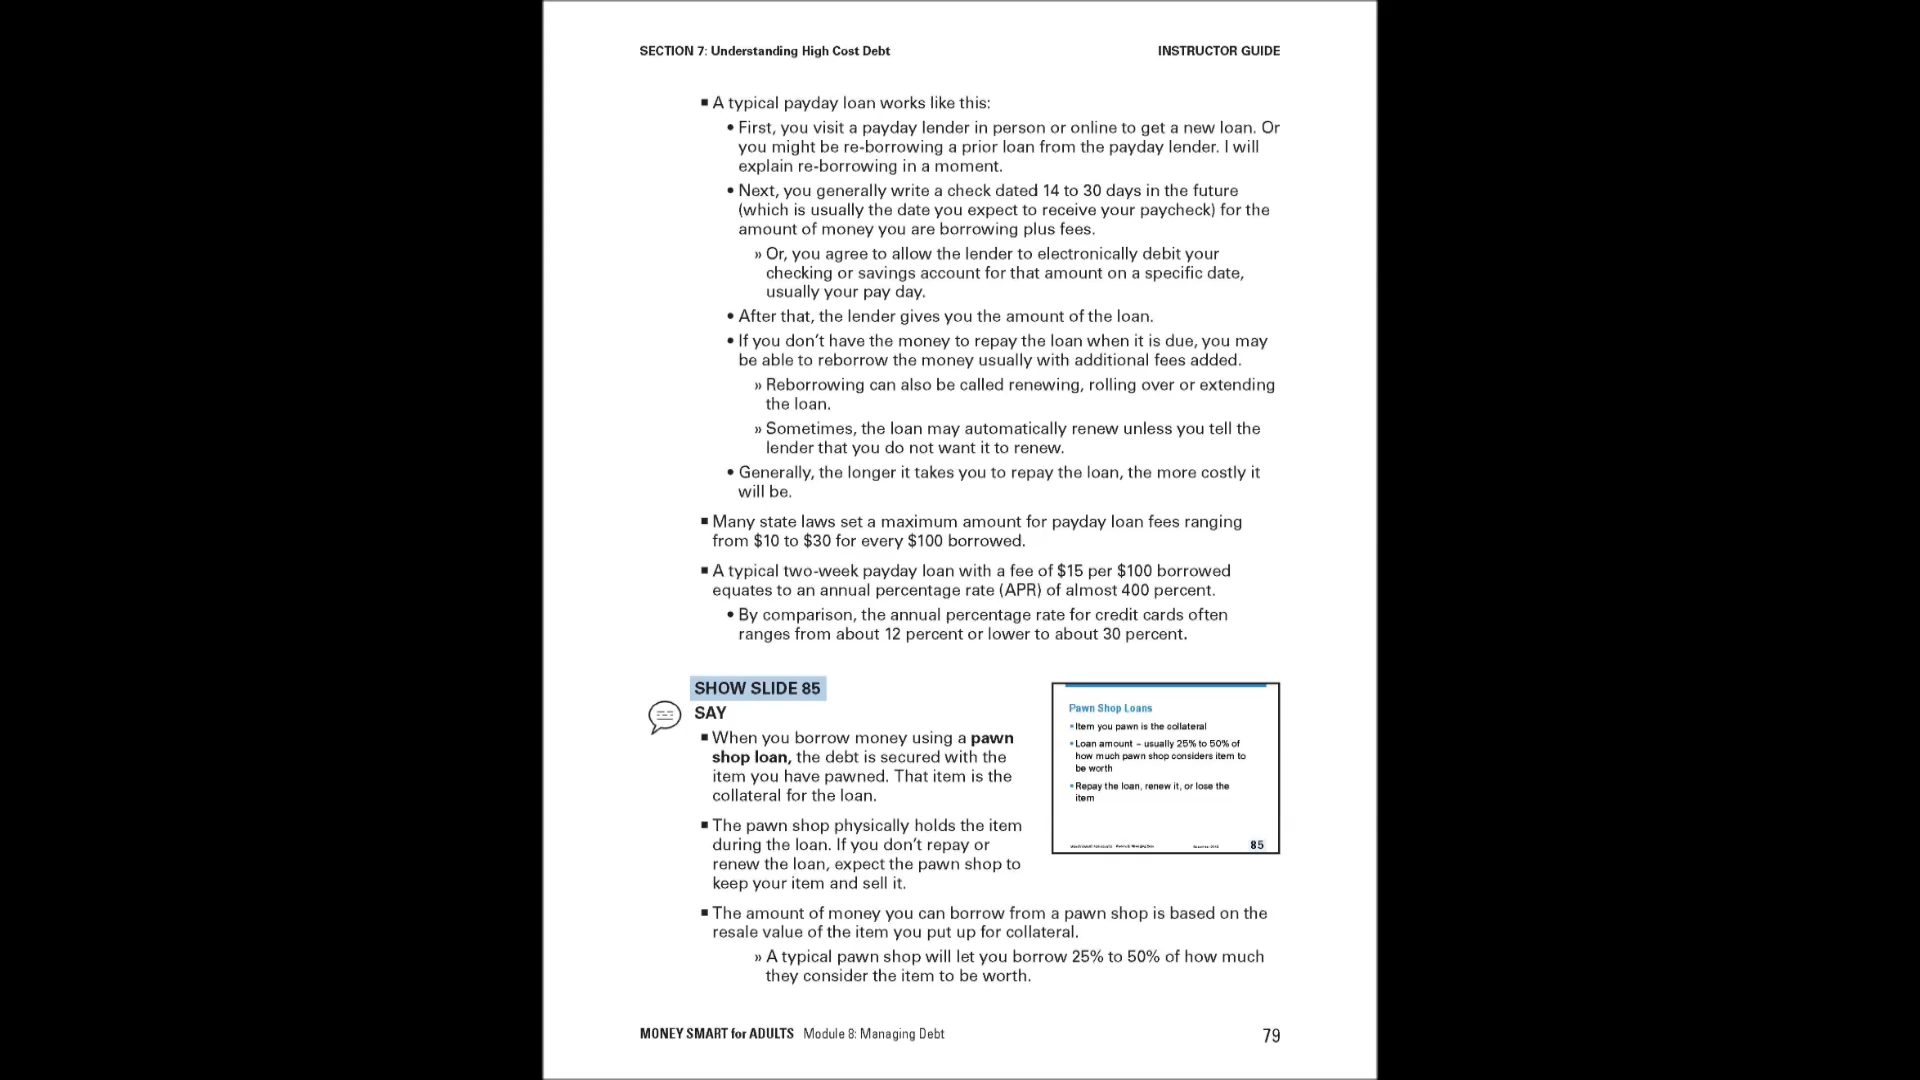 SECTION 7: Understanding High Cost Debt
INSTRUCTOR GUIDE
■ A typical payday loan works like this:
• First, you visit a payday lender in person or online to get a new loan. Or
you might be re-borrowing a prior loan from the payday lender. I will
explain re-borrowing in a moment.
• Next, you generally write a check dated 14 to 30 days in the future
(which is usually the date you expect to receive your paycheck) for the
amount of money you are borrowing plus fees.
» Or, you agree to allow the lender to electronically debit your
checking or savings account for that amount on a specific date,
usually your pay day.
• After that, the lender gives you the amount of the loan.
• If you don't have the money to repay the loan when it is due, you may
be able to reborrow the money usually with additional fees added.
» Reborrowing can also be called renewing, rolling over or extending
the loan.
» Sometimes, the loan may automatically renew unless you tell the
lender that you do not want it to renew.
• Generally, the longer it takes you to repay the loan, the more costly it
will be.
■ Many state laws set a maximum amount for payday loan fees ranging
from $10 to $30 for every $100 borrowed.
■ A typical two-week payday loan with a fee of $15 per $100 borrowed
equates to an annual percentage rate (APR) of almost 400 percent.
• By comparison, the annual percentage rate for credit cards often
ranges from about 12 percent or lower to about 30 percent.
SHOW SLIDE 85
SAY
■ When you borrow money using a pawn
shop loan, the debt is secured with the
item you have pawned. That item is the
collateral for the loan.
■ The pawn shop physically holds the item
during the loan. If you don't repay or
renew the loan, expect the pawn shop to
keep your item and sell it.
Pawn Shop Loans
• Item you pawn is the collateral
• Loan amount – usually 25% to 50% of
how much pawn shop considers item to
be worth
• Repay the loan, renew it, or lose the
item
85
■ The amount of money you can borrow from a pawn shop is based on the
resale value of the item you put up for collateral.
» A typical pawn shop will let you borrow 25% to 50% of how much
they consider the item to be worth.
MONEY SMART for ADULTS Module 8: Managing Debt
79